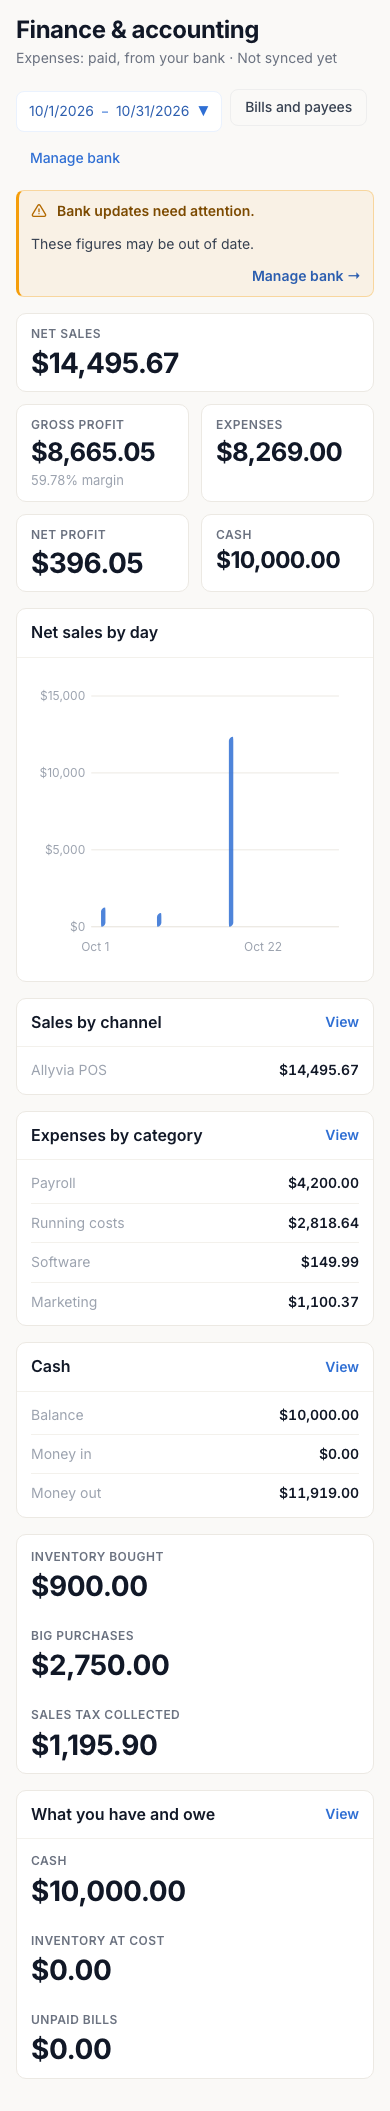 Finance & accounting
Expenses: paid, from your bank · Not synced yet
10/1/2026 – 10/31/2026 ▼
Bills and payees
Manage bank
Bank updates need attention.
These figures may be out of date.
Manage bank →
NET SALES
$14,495.67
GROSS PROFIT
$8,665.05
59.78% margin
EXPENSES
$8,269.00
NET PROFIT
$396.05
CASH
$10,000.00
Net sales by day
$15,000
$10,000
$5,000
$0
Oct 1
Oct 22
Sales by channel
View
Allyvia POS
$14,495.67
Expenses by category
View
Payroll
$4,200.00
Running costs
$2,818.64
Software
$149.99
Marketing
$1,100.37
Cash
View
Balance
$10,000.00
Money in
$0.00
Money out
$11,919.00
INVENTORY BOUGHT
$900.00
BIG PURCHASES
$2,750.00
SALES TAX COLLECTED
$1,195.90
What you have and owe
View
CASH
$10,000.00
INVENTORY AT COST
$0.00
UNPAID BILLS
$0.00